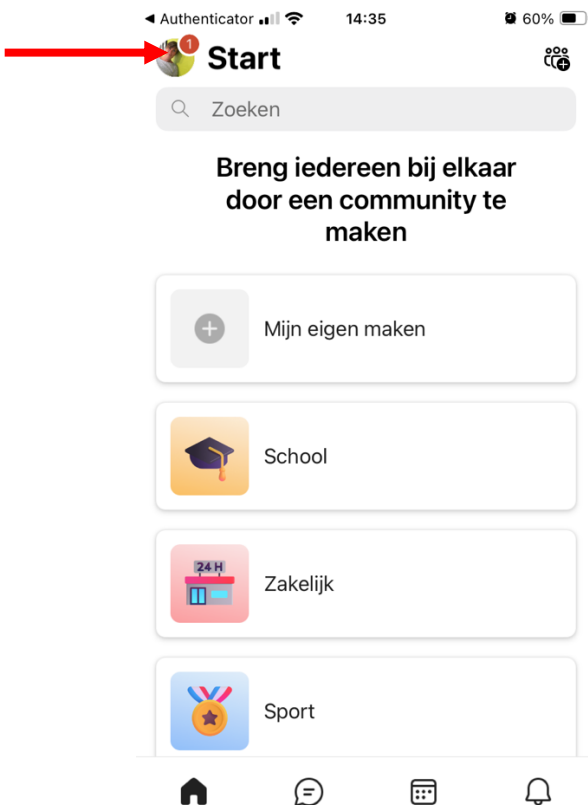 ◀ Authenticator 14:35 60%
1
Start
Zoeken
Breng iedereen bij elkaar
door een community te
maken
Mijn eigen maken
School
24 H
Zakelijk
Sport